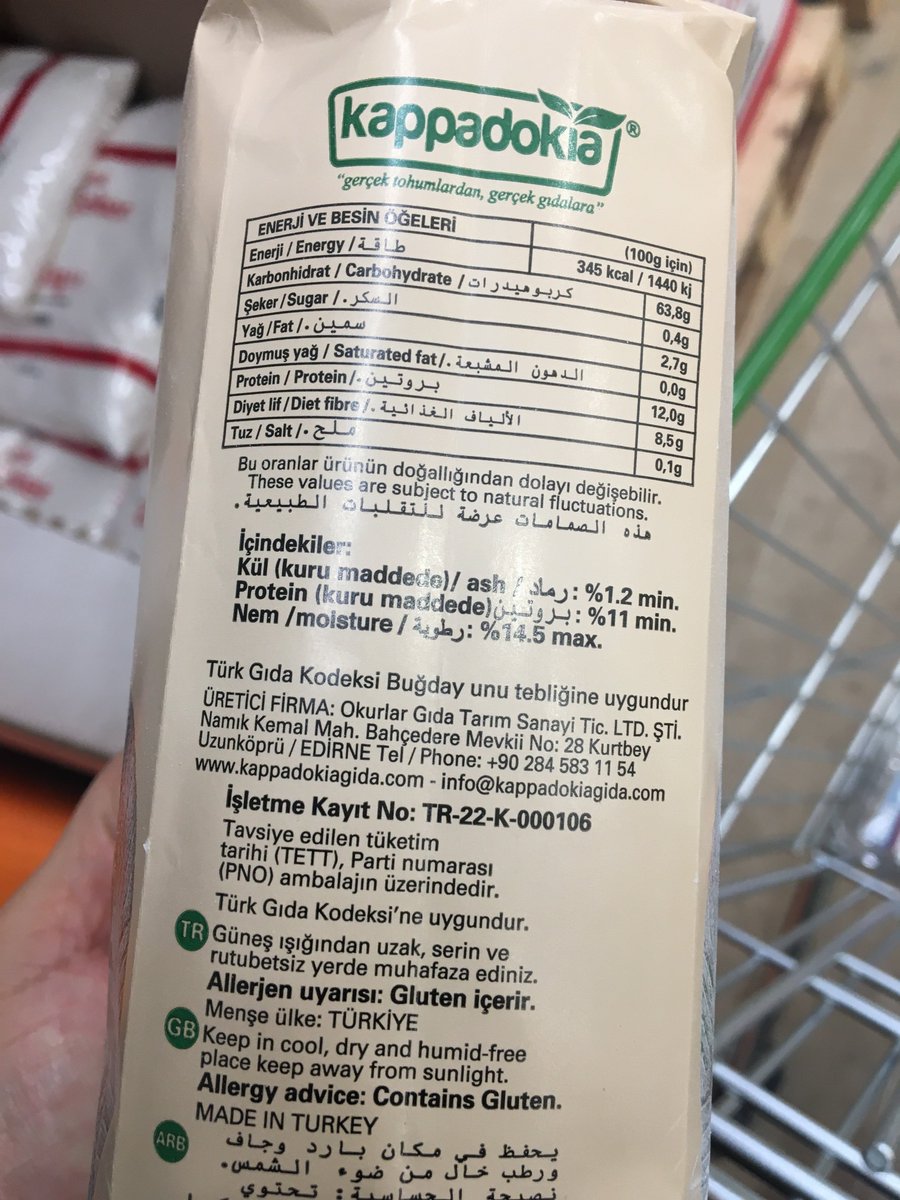 kappadokia®
"gerçek tohumlardan, gerçek gıdalara"
ENERJİ VE BESİN ÖĞELERİ (100g için)
Enerji / Energy / طاقة 345 kcal / 1440 kj
Karbonhidrat / Carbohydrate / كربوهيدرات 63,8g
Şeker / Sugar /. السكر 0,4g
Yağ / Fat /. سمين 2,7g
Doymuş yağ / Saturated fat /. الدهون المشبعة 0,0g
Protein / Protein /. بروتين 12,0g
Diyet lif / Diet fibre /. الألياف الغذائية 8,5g
Tuz / Salt /. ملح 0,1g
Bu oranlar ürünün doğallığından dolayı değişebilir.
These values are subject to natural fluctuations.
هذه الصمامات عرضة للتقلبات الطبيعية.
İçindekiler:
Kül (kuru maddede)/ ash / رماد: %1.2 min.
Protein (kuru maddede) بروتين: %11 min.
Nem /moisture / رطوبة: %14.5 max.
Türk Gıda Kodeksi Buğday unu tebliğine uygundur
ÜRETİCİ FİRMA: Okurlar Gıda Tarım Sanayi Tic. LTD. ŞTİ.
Namık Kemal Mah. Bahçedere Mevkii No: 28 Kurtbey
Uzunköprü / EDİRNE Tel / Phone: +90 284 583 11 54
www.kappadokiagida.com - info@kappadokiagida.com
İşletme Kayıt No: TR-22-K-000106
Tavsiye edilen tüketim
tarihi (TETT), Parti numarası
(PNO) ambalajın üzerindedir.
Türk Gıda Kodeksi'ne uygundur.
TR Güneş ışığından uzak, serin ve
rutubetsiz yerde muhafaza ediniz.
Allerjen uyarısı: Gluten içerir.
Menşe ülke: TÜRKİYE
GB Keep in cool, dry and humid-free
place keep away from sunlight.
Allergy advice: Contains Gluten.
MADE IN TURKEY
ARB يحفظ في مكان بارد وجاف
ورطب خال من ضوء الشمس.
نصيحة الحساسية: تحتوي